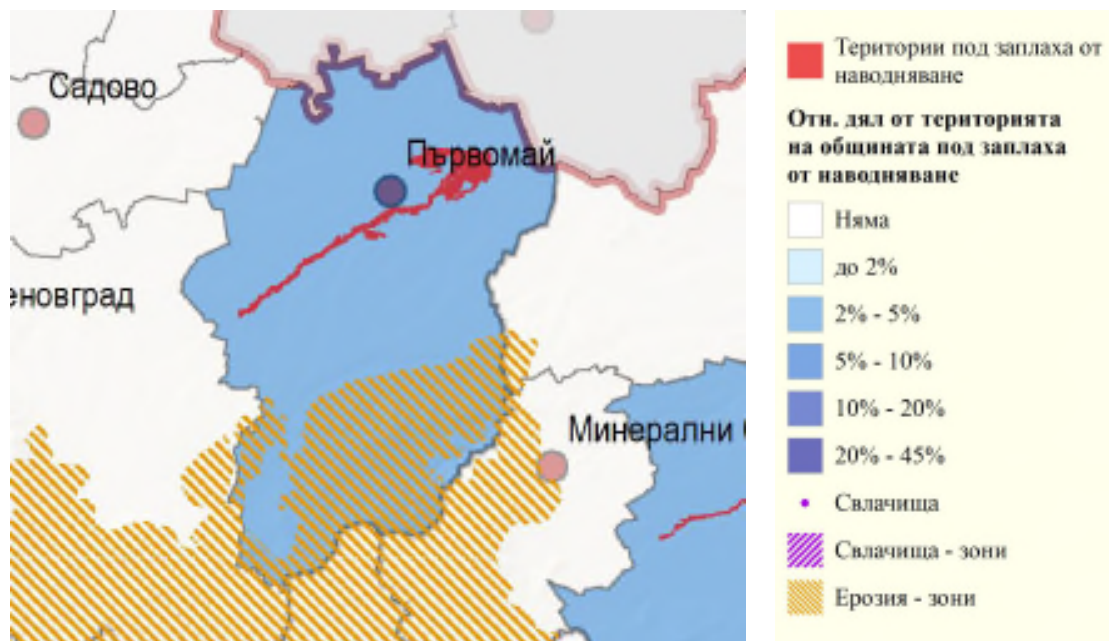 Садово
Първомай
еновград
Минерални
Територии под заплаха от
наводняване
Отн. дял от територията
на общината под заплаха
от наводняване
Няма
до 2%
2% - 5%
5% - 10%
10% - 20%
20% - 45%
Свлачища
Свлачища - зони
Ерозия - зони